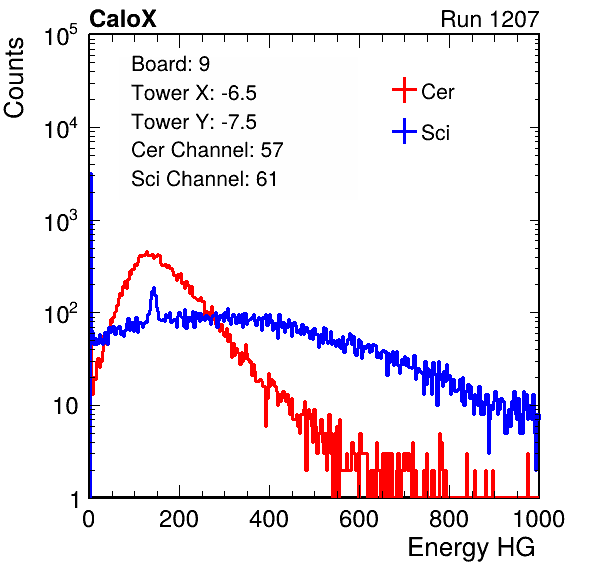 CaloX
Run 1207
Counts
Board: 9
Tower X: -6.5
Tower Y: -7.5
Cer Channel: 57
Sci Channel: 61
Cer
Sci
10^5
10^4
10^3
10^2
10
1
0 200 400 600 800 1000
Energy HG